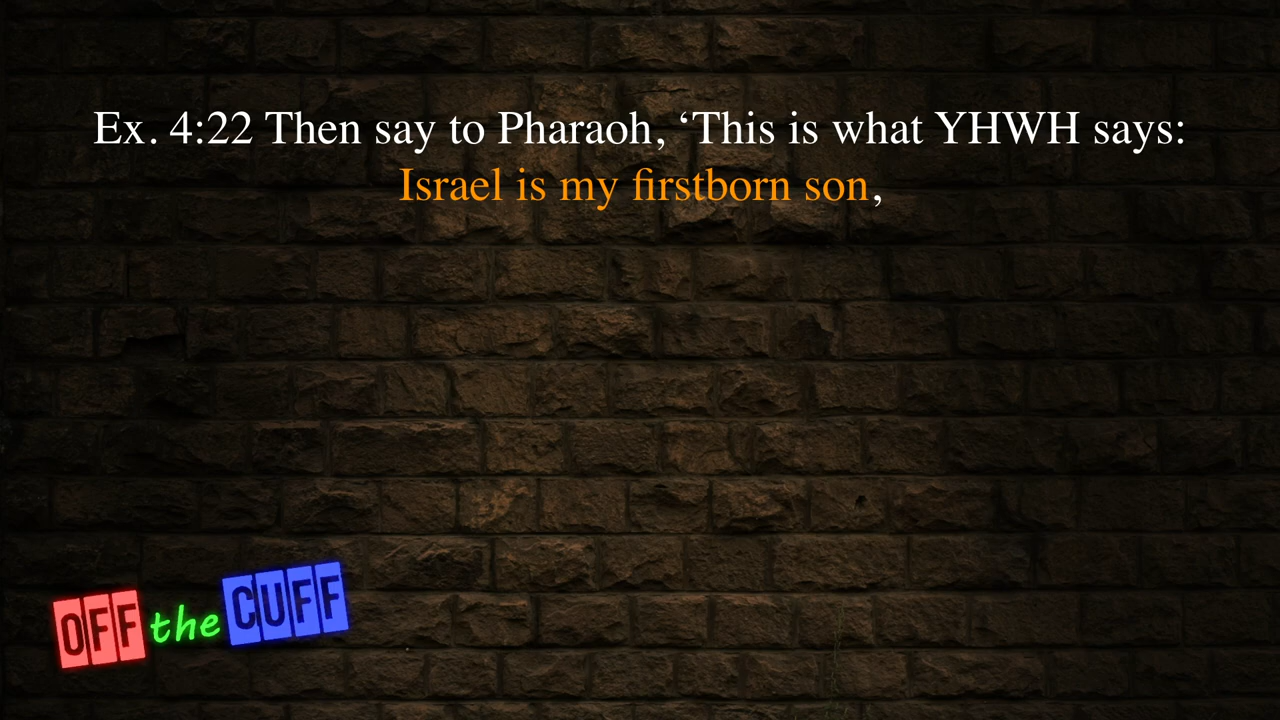 Ex. 4:22 Then say to Pharaoh, ‘This is what YHWH says:
Israel is my firstborn son,
OFF the CUFF